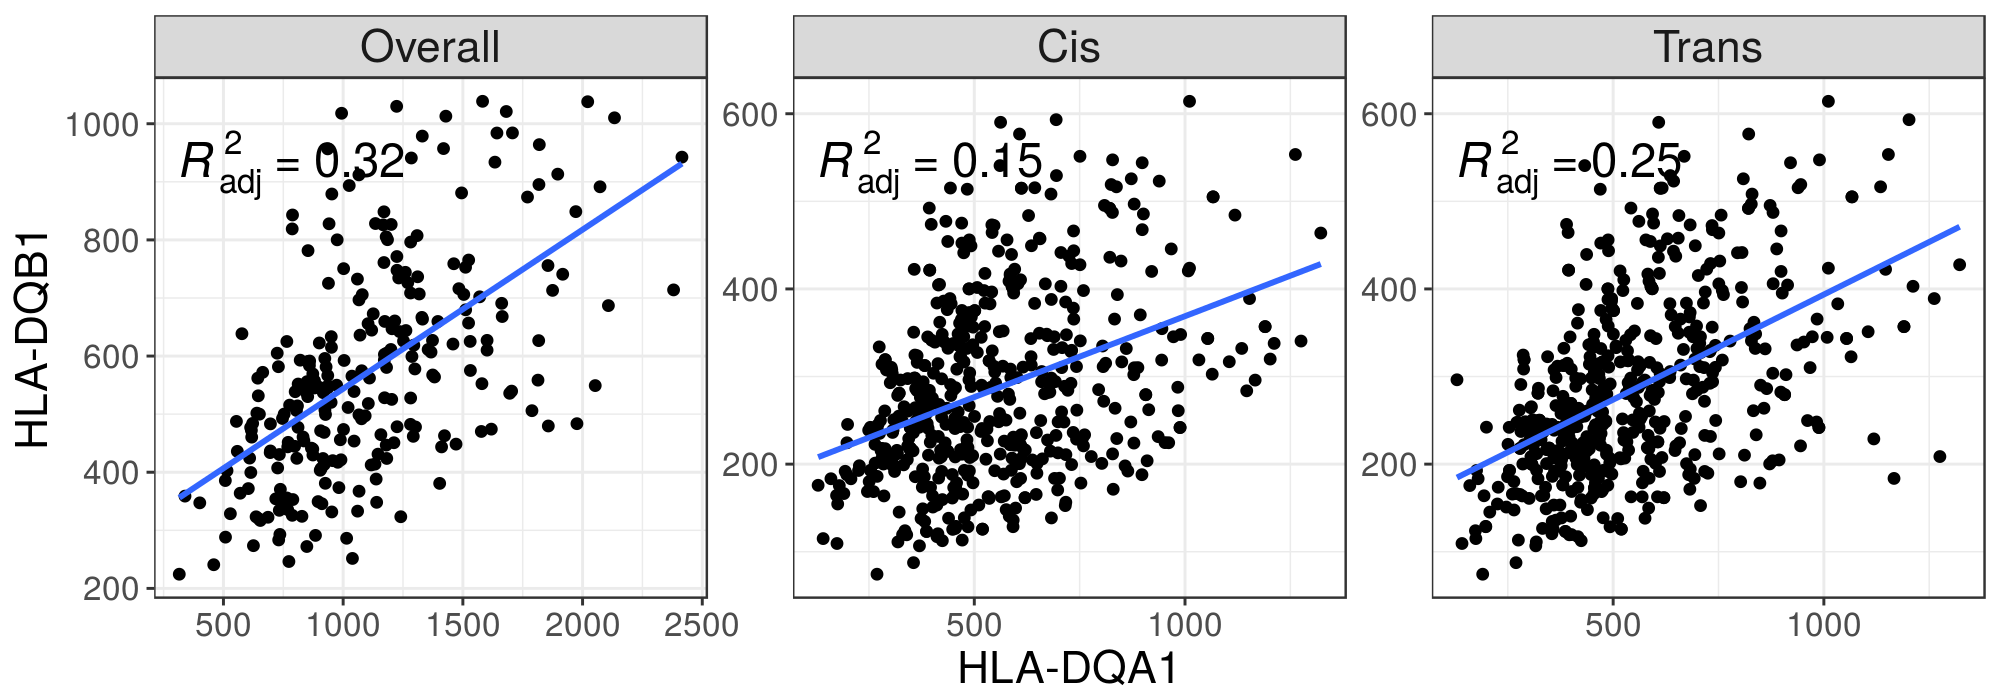 Overall
Cis
Trans
HLA-DQB1
1000
800
600
400
200
R²adj = 0.32
500 1000 1500 2000 2500
600
400
200
R²adj = 0.15
500 1000
600
400
200
R²adj = 0.25
500 1000
HLA-DQA1